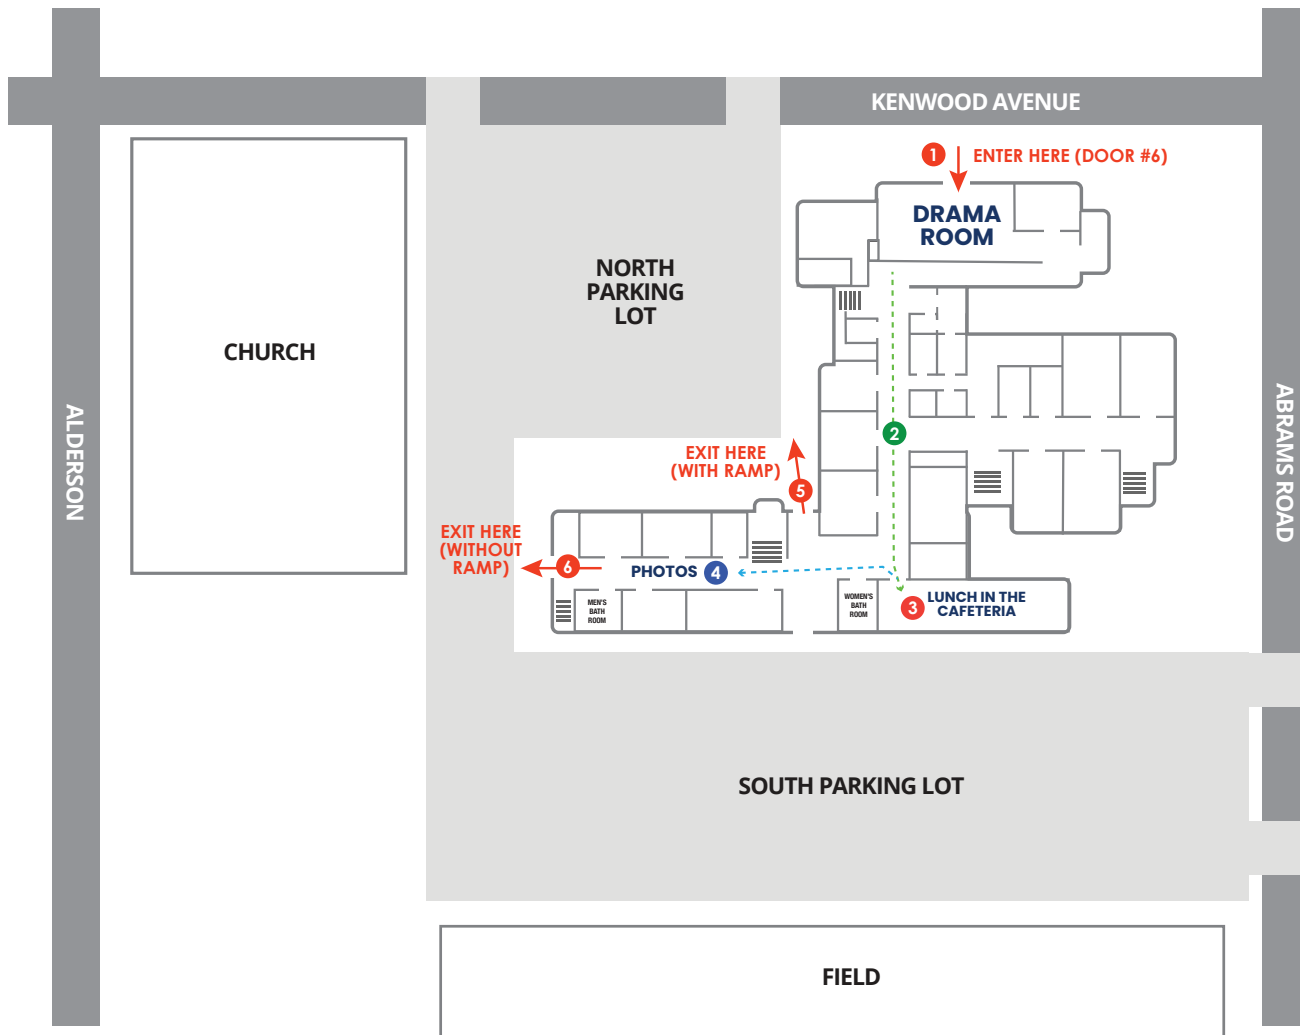 KENWOOD AVENUE
1 ENTER HERE (DOOR #6)
DRAMA
ROOM
NORTH
PARKING
LOT
CHURCH
ALDERSON
ABRAMS ROAD
2
EXIT HERE
(WITH RAMP)
5
EXIT HERE
(WITHOUT
RAMP)
6
PHOTOS 4
MEN'S
BATH
ROOM
WOMEN'S
BATH
ROOM
3 LUNCH IN THE
CAFETERIA
SOUTH PARKING LOT
FIELD